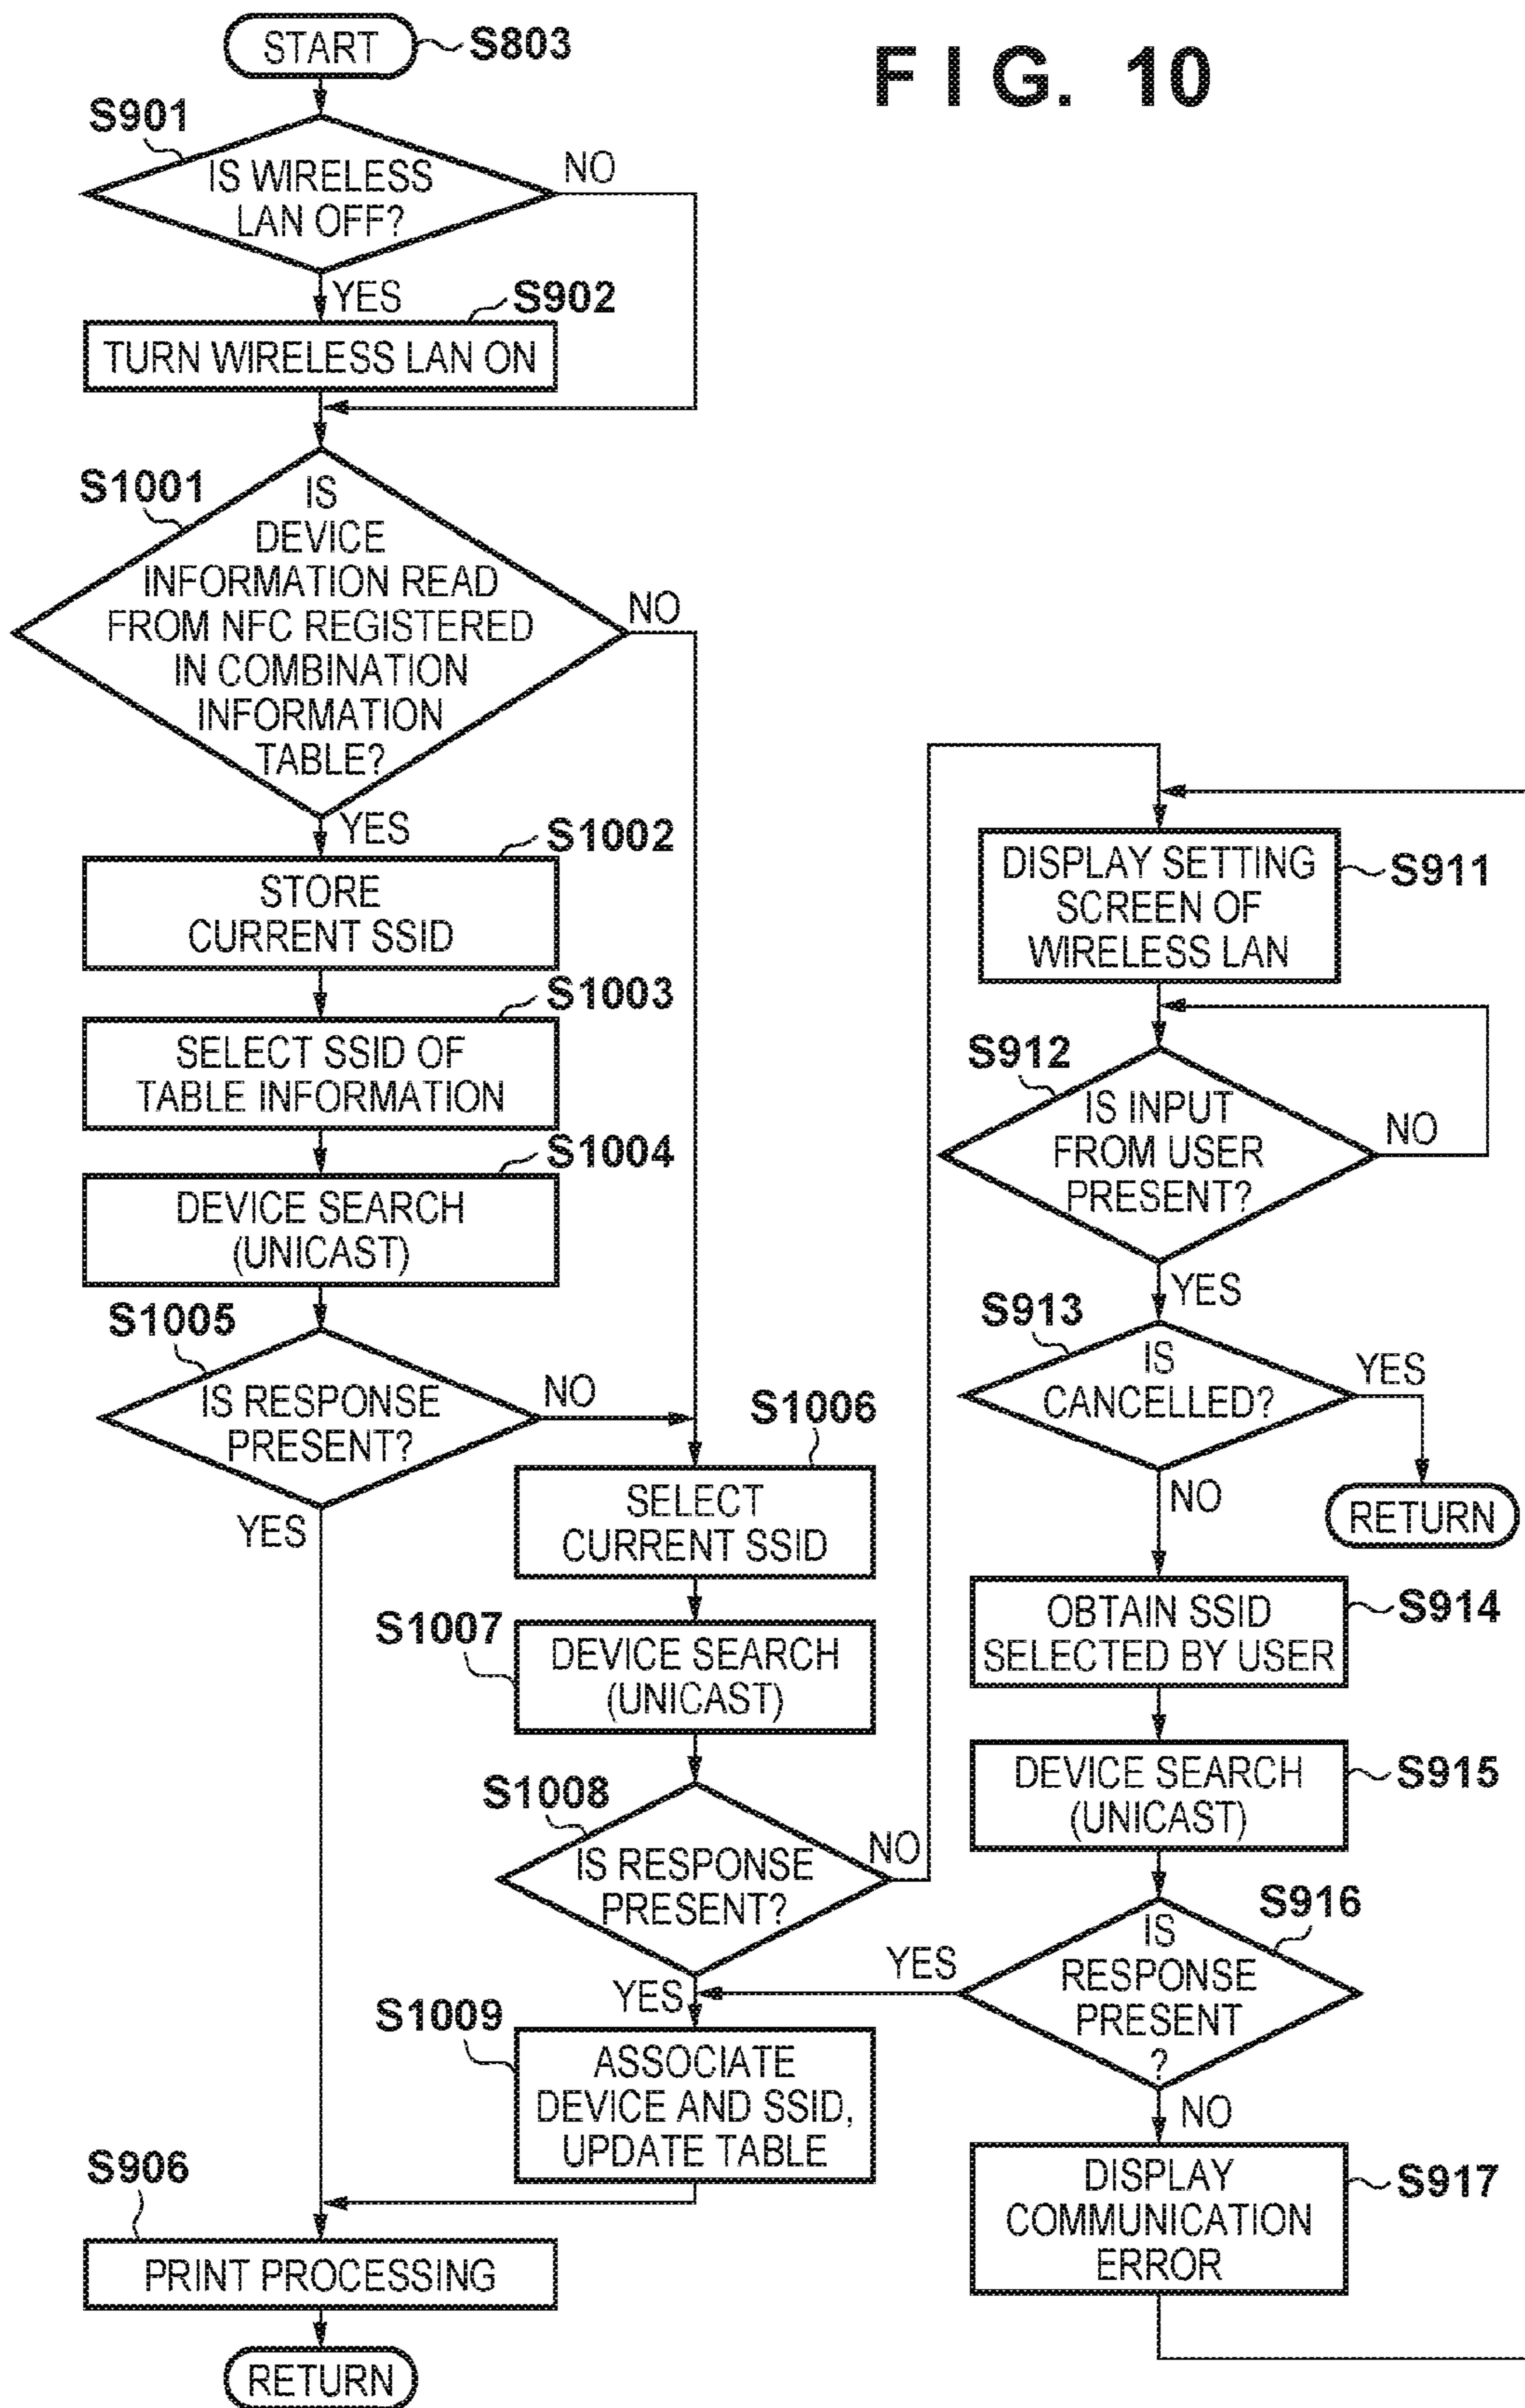 FIG. 10
START
S803
S901
IS WIRELESS
LAN OFF?
NO
YES
S902
TURN WIRELESS LAN ON
S1001
IS
DEVICE
INFORMATION READ
FROM NFC REGISTERED
IN COMBINATION
INFORMATION
TABLE?
NO
YES
S1002
STORE
CURRENT SSID
S1003
SELECT SSID OF
TABLE INFORMATION
S1004
DEVICE SEARCH
(UNICAST)
S1005
IS RESPONSE
PRESENT?
NO
YES
S1006
SELECT
CURRENT SSID
S1007
DEVICE SEARCH
(UNICAST)
S1008
IS RESPONSE
PRESENT?
NO
YES
S1009
ASSOCIATE
DEVICE AND SSID,
UPDATE TABLE
S906
PRINT PROCESSING
RETURN
DISPLAY SETTING
SCREEN OF
WIRELESS LAN
S911
S912
IS INPUT
FROM USER
PRESENT?
NO
YES
S913
IS
CANCELLED?
YES
NO
RETURN
OBTAIN SSID
SELECTED BY USER
S914
DEVICE SEARCH
(UNICAST)
S915
S916
IS
RESPONSE
PRESENT
?
YES
NO
DISPLAY
COMMUNICATION
ERROR
S917